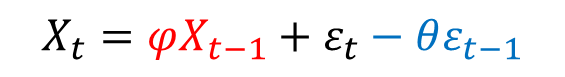 𝑋ₜ = 𝜑𝑋ₜ₋₁ + 𝜀ₜ − 𝜃𝜀ₜ₋₁